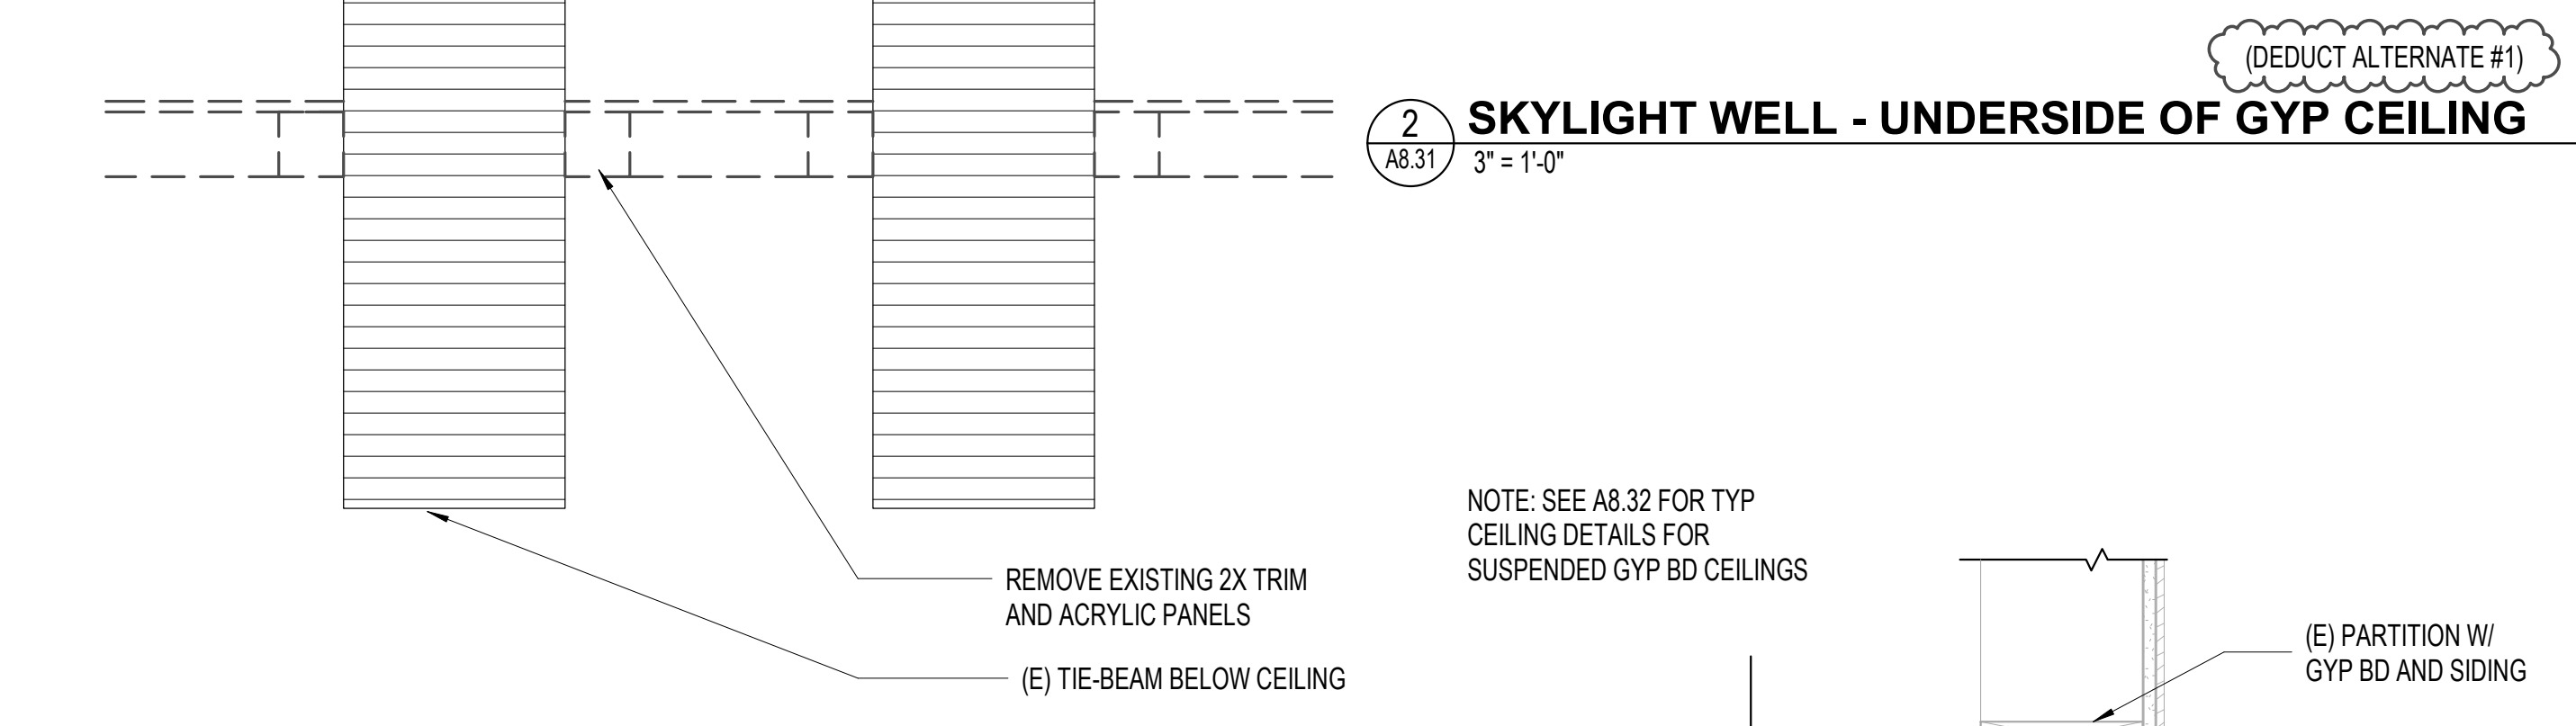 (DEDUCT ALTERNATE #1)
2
SKYLIGHT WELL - UNDERSIDE OF GYP CEILING
A8.31
3" = 1'-0"
NOTE: SEE A8.32 FOR TYP
CEILING DETAILS FOR
SUSPENDED GYP BD CEILINGS
REMOVE EXISTING 2X TRIM
AND ACRYLIC PANELS
(E) TIE-BEAM BELOW CEILING
(E) PARTITION W/
GYP BD AND SIDING